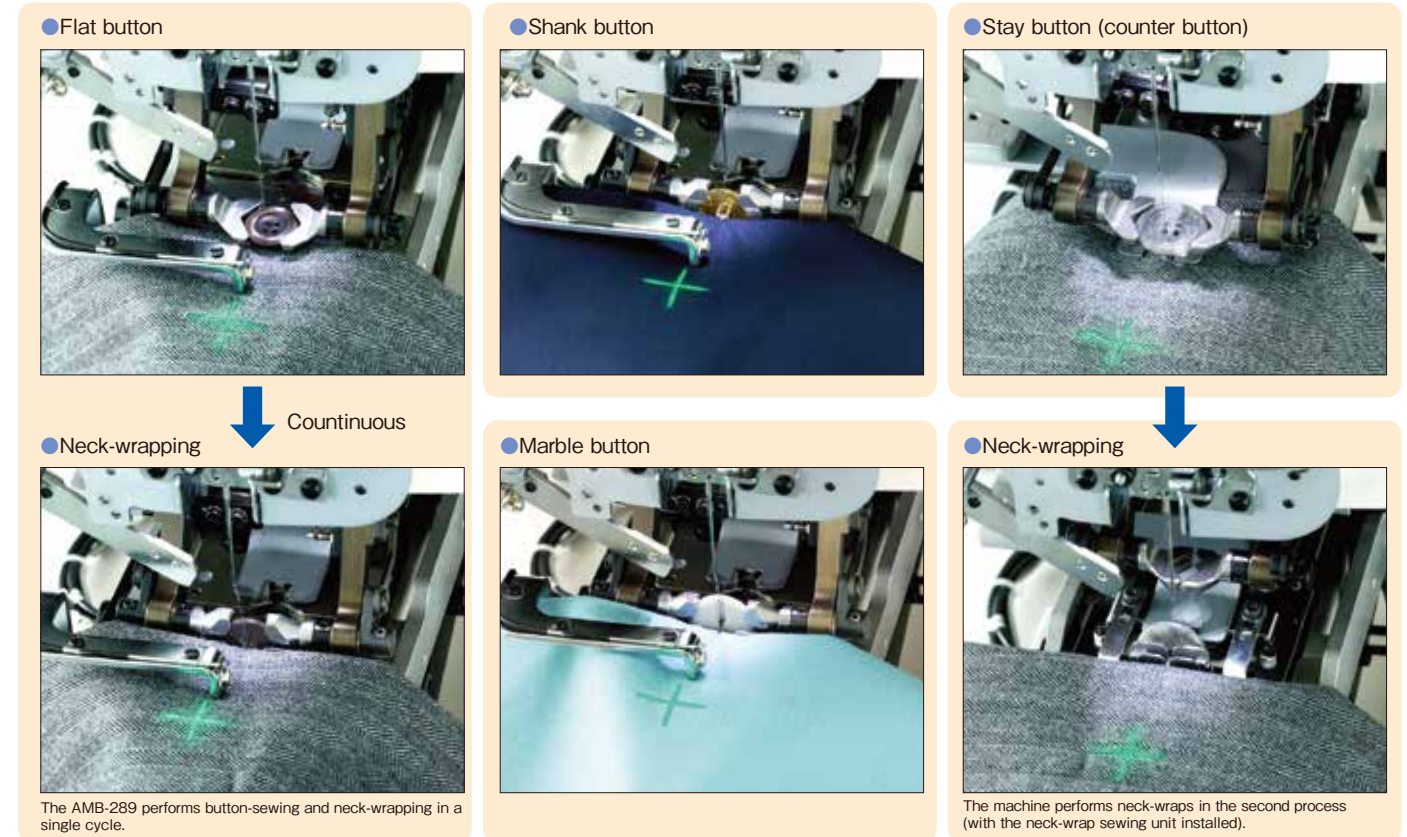 ●Flat button
●Shank button
●Stay button (counter button)
Countinuous
●Neck-wrapping
●Marble button
●Neck-wrapping
The AMB-289 performs button-sewing and neck-wrapping in a
single cycle.
The machine performs neck-wraps in the second process
(with the neck-wrap sewing unit installed).